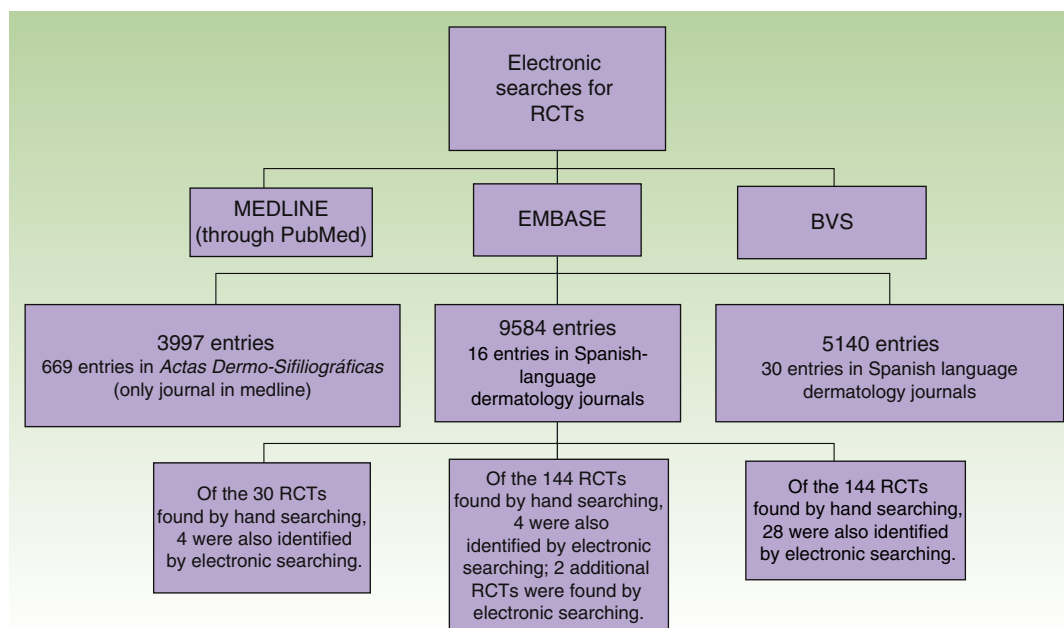 Electronic
searches for
RCTs
MEDLINE
(through PubMed)
EMBASE
BVS
3997 entries
669 entries in Actas Dermo-Sifiliográficas
(only journal in medline)
9584 entries
16 entries in Spanish-
language
dermatology journals
5140 entries
30 entries in Spanish language
dermatology journals
Of the 30 RCTs
found by hand searching,
4 were also identified
by electronic searching.
Of the 144 RCTs
found by hand searching,
4 were also
identified by electronic
searching; 2 additional
RCTs were found by
electronic searching.
Of the 144 RCTs
found by hand searching,
28 were also identified
by electronic searching.